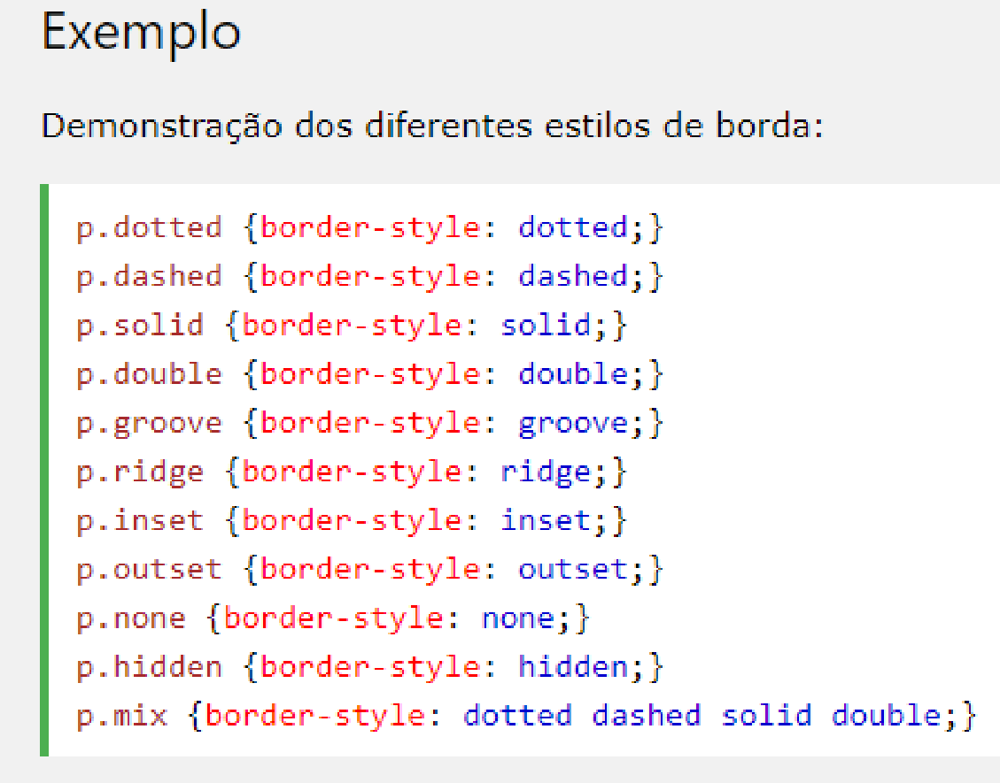 Exemplo
Demonstração dos diferentes estilos de borda:
p.dotted {border-style: dotted;}
p.dashed {border-style: dashed;}
p.solid {border-style: solid;}
p.double {border-style: double;}
p.groove {border-style: groove;}
p.ridge {border-style: ridge;}
p.inset {border-style: inset;}
p.outset {border-style: outset;}
p.none {border-style: none;}
p.hidden {border-style: hidden;}
p.mix {border-style: dotted dashed solid double;}